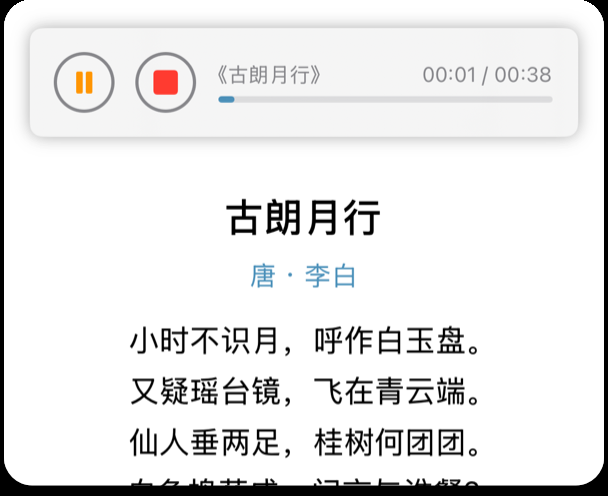 《古朗月行》 00:01 / 00:38
古朗月行
唐 · 李白
小时不识月，呼作白玉盘。
又疑瑶台镜，飞在青云端。
仙人垂两足，桂树何团团。